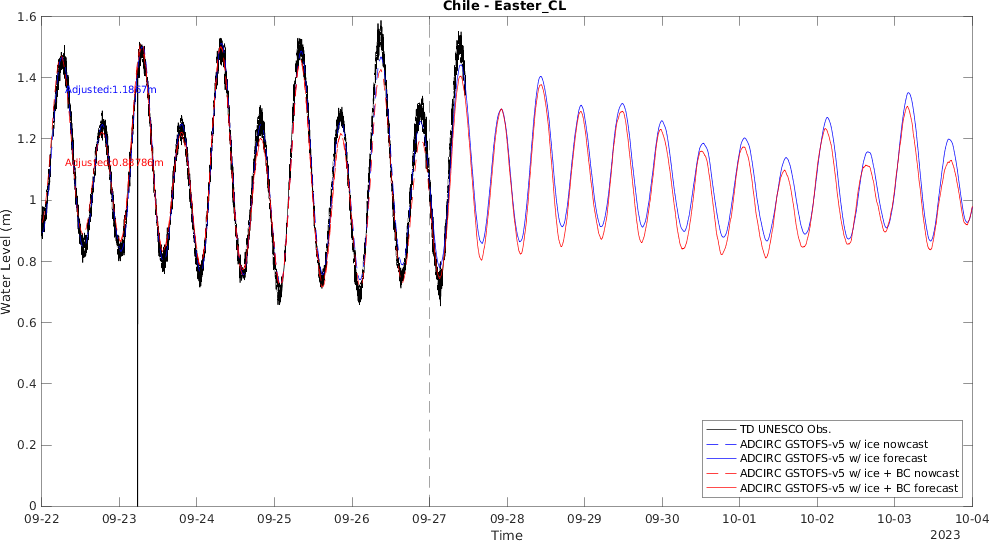 Chile - Easter_CL
1.6
1.4
1.2
1
0.8
0.6
0.4
0.2
0
Water Level (m)
Adjusted:1.1867m
TD UNESCO Obs.
ADCIRC GSTOFS-v5 w/ ice nowcast
ADCIRC GSTOFS-v5 w/ ice forecast
ADCIRC GSTOFS-v5 w/ ice + BC nowcast
ADCIRC GSTOFS-v5 w/ ice + BC forecast
09-22 09-23 09-24 09-25 09-26 09-27 09-28 09-29 09-30 10-01 10-02 10-03 10-04
Time
2023